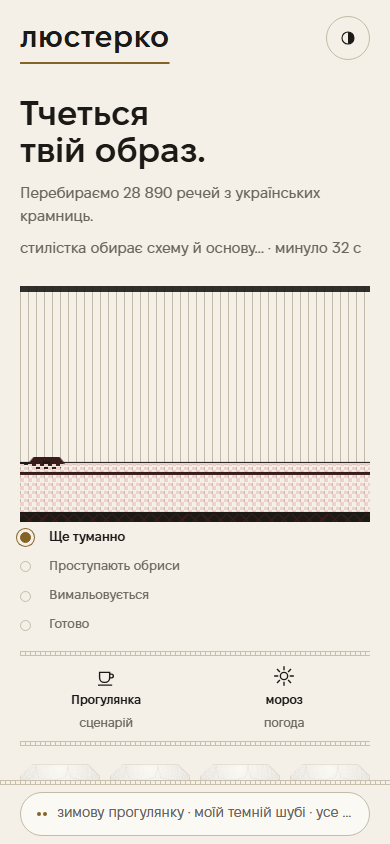 люстерко
Тчеться
твій образ.
Перебираємо 28 890 речей з українських
крамниць.
стилістка обирає схему й основу... · минуло 32 с
Ще туманно
Проступають обриси
Вимальовується
Готово
Прогулянка
сценарій
мороз
погода
зимову прогулянку · моїй темній шубі · усе ...